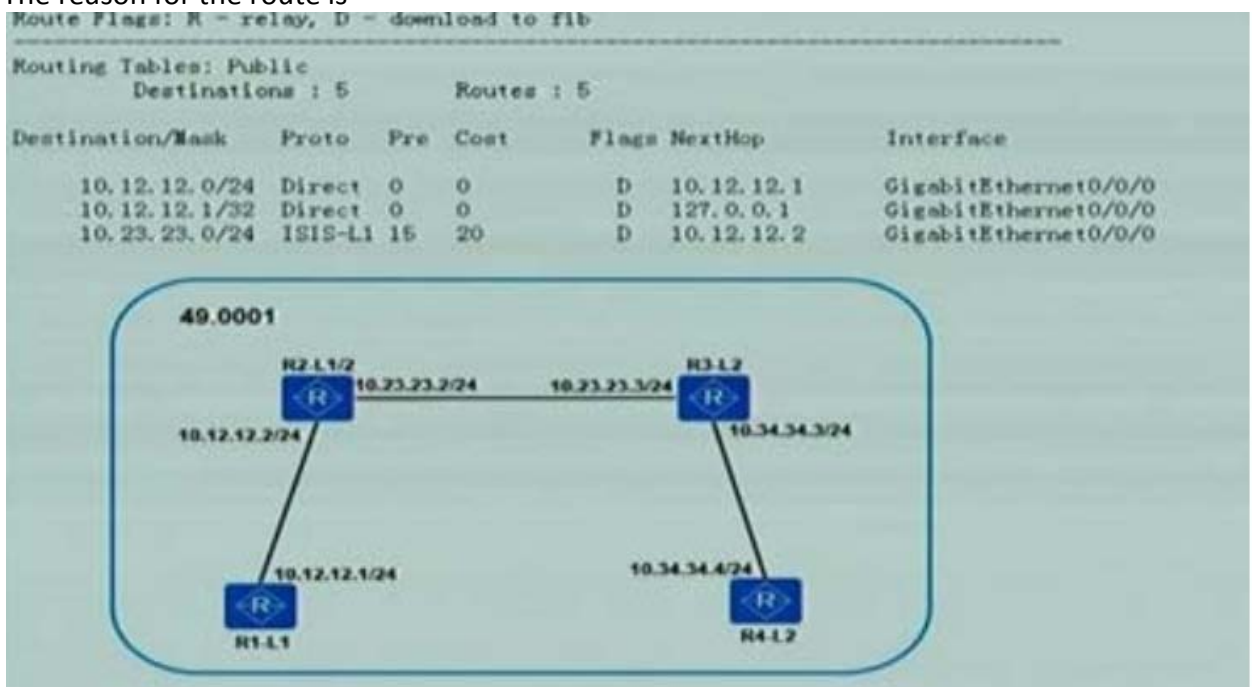 The reason for the route is
Route Flags: R - relay, D - download to fib
Routing Tables: Public
Destinations : 5 Routes : 5
Destination/Mask Proto Pre Cost Flags NextHop Interface
10.12.12.0/24 Direct 0 0 D 10.12.12.1 GigabitEthernet0/0/0
10.12.12.1/32 Direct 0 0 D 127.0.0.1 GigabitEthernet0/0/0
10.23.23.0/24 ISIS-L1 15 20 D 10.12.12.2 GigabitEthernet0/0/0
49.0001
R2-L1/2 R3-L2
10.23.23.2/24 10.23.23.3/24
R R
10.12.12.2/24 10.34.34.3/24
10.12.12.1/24 10.34.34.4/24
R R
R1-L1 R4-L2